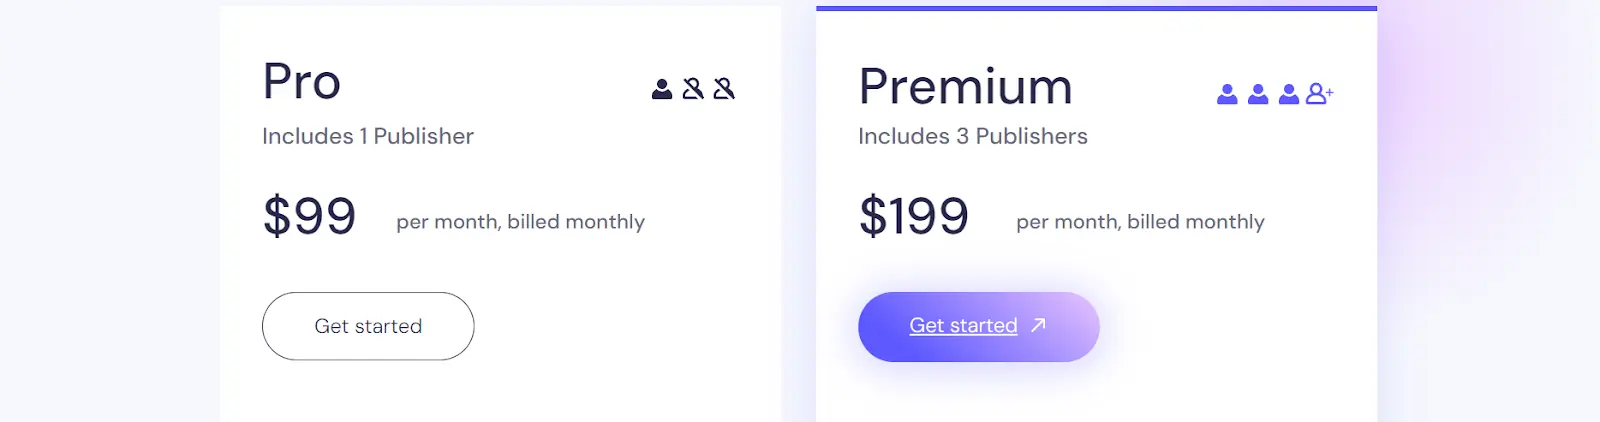 Pro
Includes 1 Publisher
$99 per month, billed monthly
Get started
Premium
Includes 3 Publishers
$199 per month, billed monthly
Get started